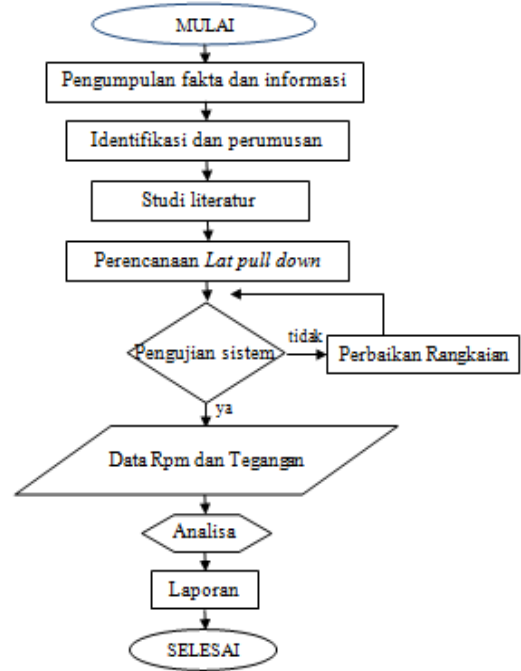 MULAI
Pengumpulan fakta dan informasi
Identifikasi dan perumusan
Studi literatur
Perencanaan Lat pull down
Pengujian sistem
tidak
Perbaikan Rangkaian
ya
Data Rpm dan Tegangan
Analisa
Laporan
SELESAI